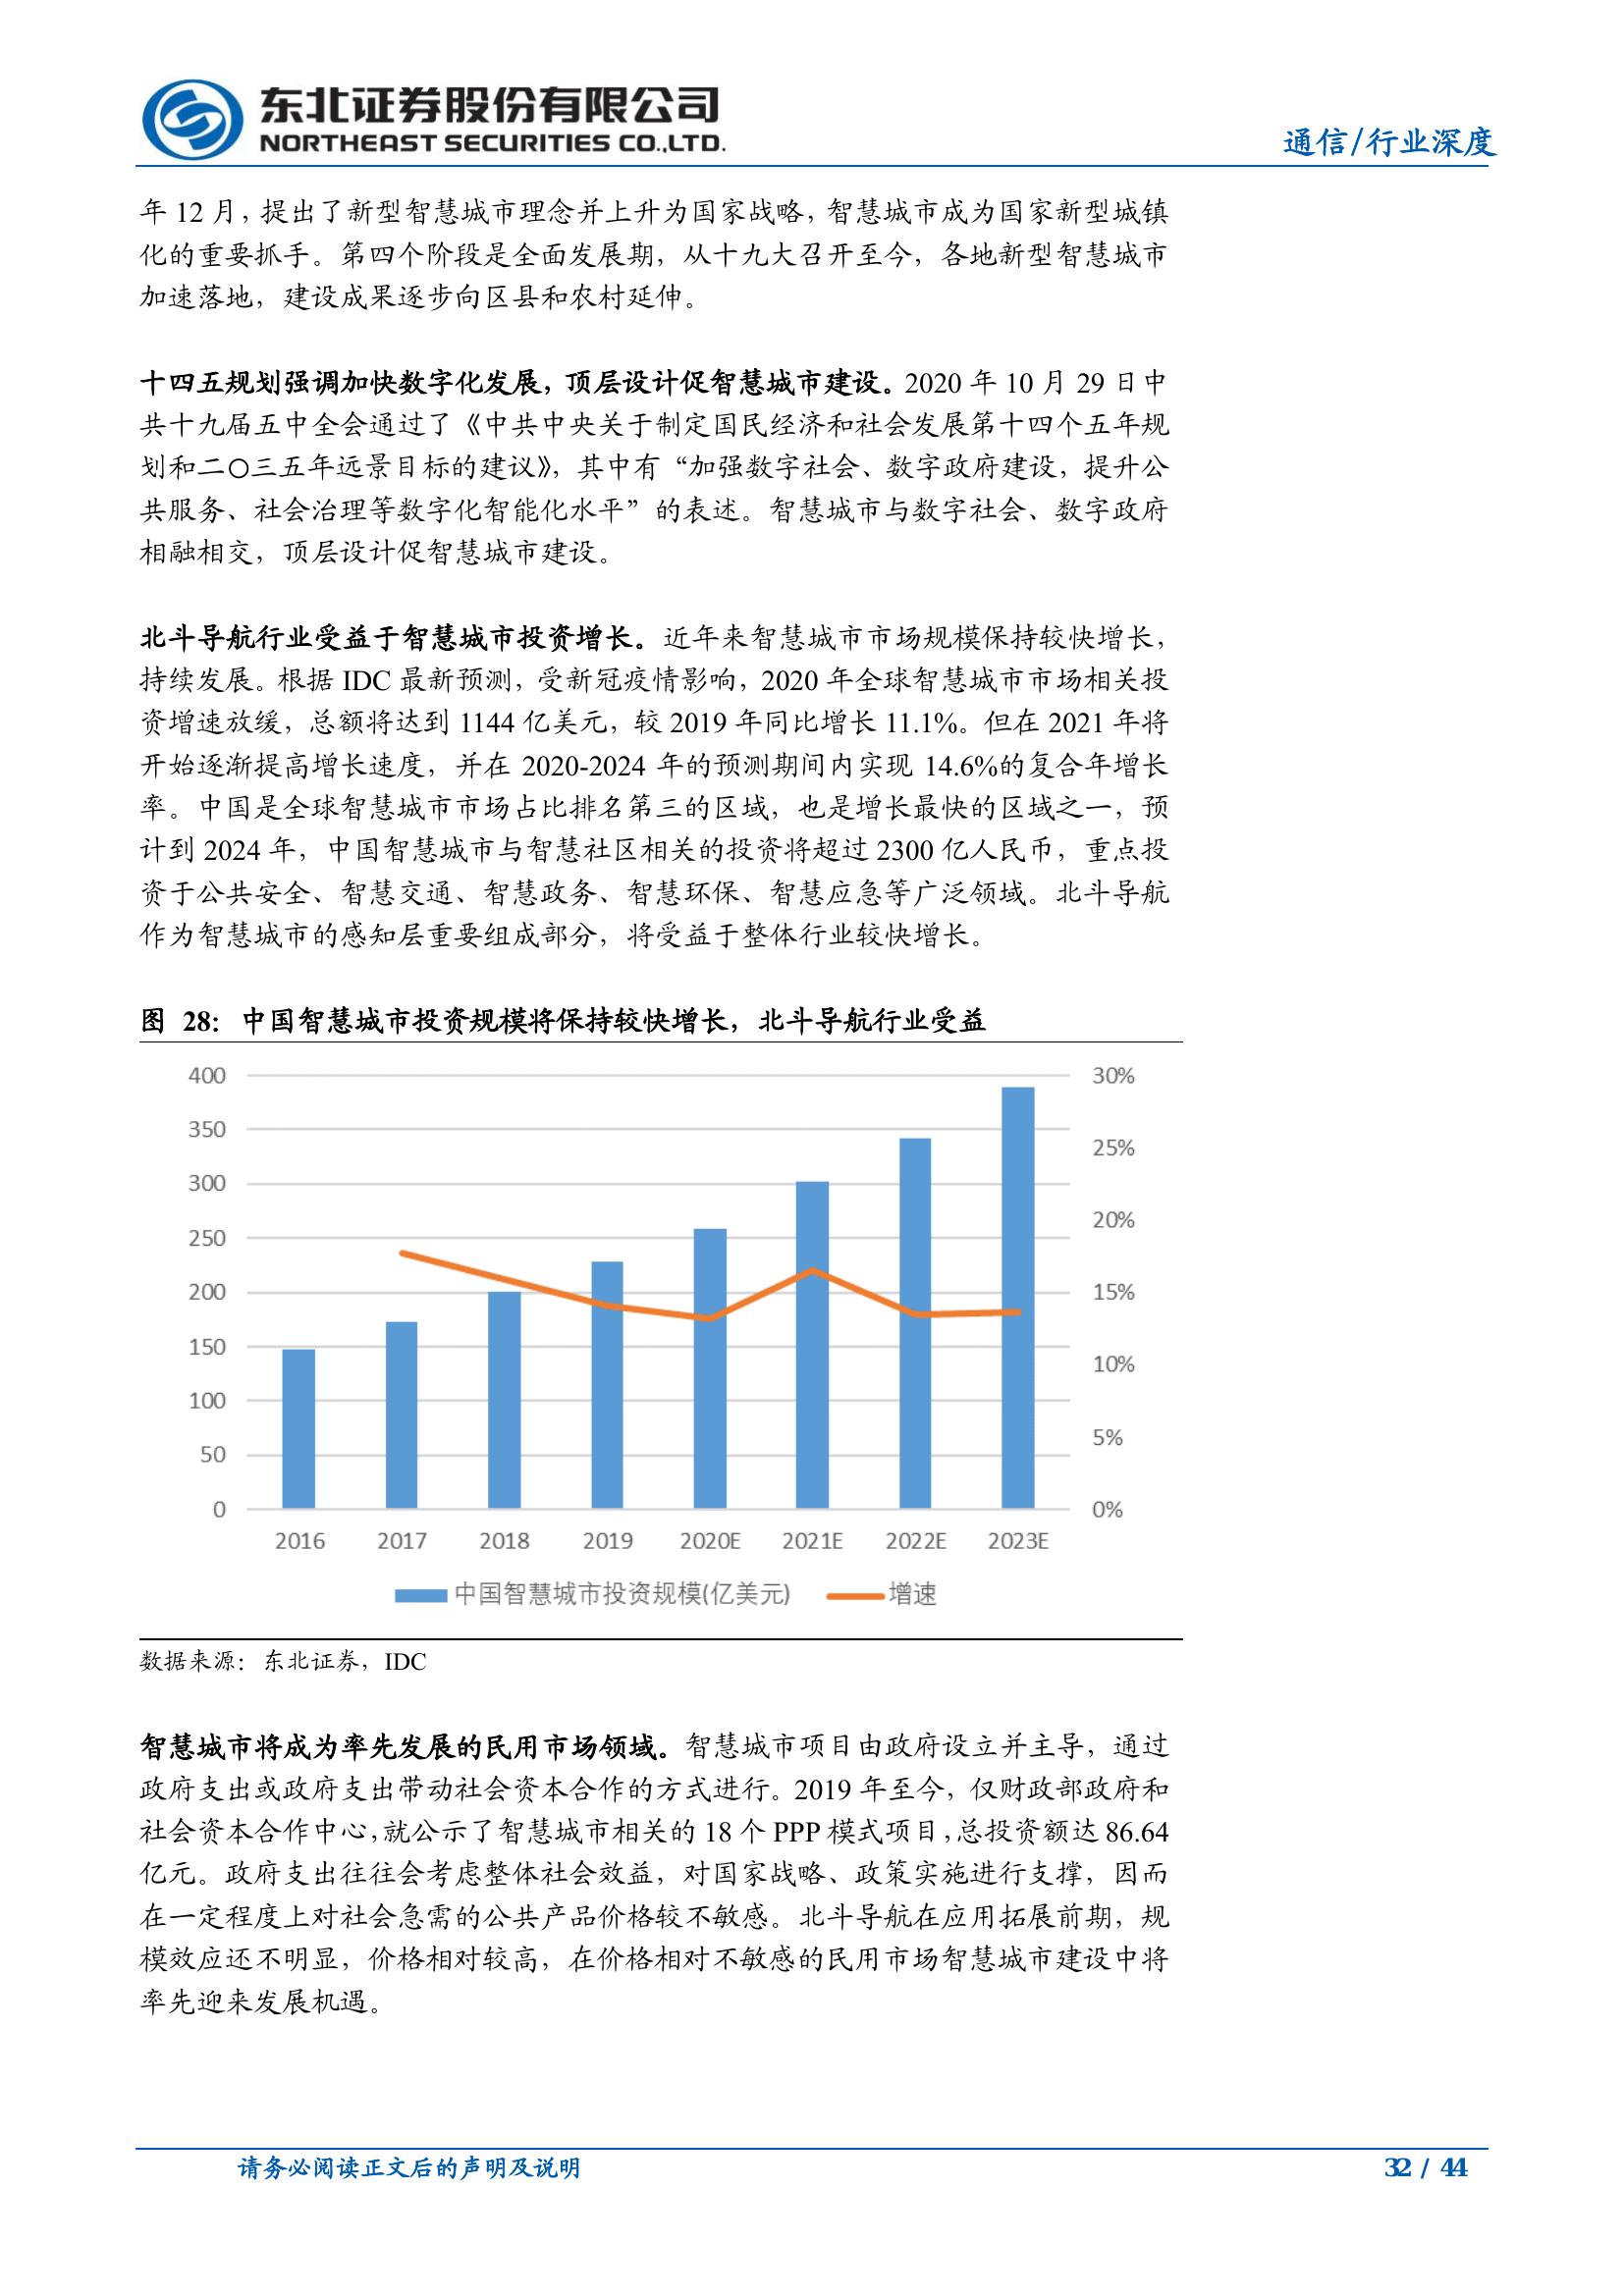 东北证券股份有限公司
NORTHEAST SECURITIES CO.,LTD.
通信/行业深度
年 12 月，提出了新型智慧城市理念并上升为国家战略，智慧城市成为国家新型城镇
化的重要抓手。第四个阶段是全面发展期，从十九大召开至今，各地新型智慧城市
加速落地，建设成果逐步向区县和农村延伸。
十四五规划强调加快数字化发展，顶层设计促智慧城市建设。2020 年 10 月 29 日中
共十九届五中全会通过了《中共中央关于制定国民经济和社会发展第十四个五年规
划和二〇三五年远景目标的建议》，其中有“加强数字社会、数字政府建设，提升公
共服务、社会治理等数字化智能化水平”的表述。智慧城市与数字社会、数字政府
相融相交，顶层设计促智慧城市建设。
北斗导航行业受益于智慧城市投资增长。近年来智慧城市市场规模保持较快增长，
持续发展。根据 IDC 最新预测，受新冠疫情影响，2020 年全球智慧城市市场相关投
资增速放缓，总额将达到 1144 亿美元，较 2019 年同比增长 11.1%。但在 2021 年将
开始逐渐提高增长速度，并在 2020-2024 年的预测期间内实现 14.6%的复合年增长
率。中国是全球智慧城市市场占比排名第三的区域，也是增长最快的区域之一，预
计到 2024 年，中国智慧城市与智慧社区相关的投资将超过 2300 亿人民币，重点投
资于公共安全、智慧交通、智慧政务、智慧环保、智慧应急等广泛领域。北斗导航
作为智慧城市的感知层重要组成部分，将受益于整体行业较快增长。
图 28：中国智慧城市投资规模将保持较快增长，北斗导航行业受益
400 30%
350
25%
300
20%
250
200 15%
150
10%
100
5%
50
0 0%
2016 2017 2018 2019 2020E 2021E 2022E 2023E
中国智慧城市投资规模(亿美元) 增速
数据来源：东北证券，IDC
智慧城市将成为率先发展的民用市场领域。智慧城市项目由政府设立并主导，通过
政府支出或政府支出带动社会资本合作的方式进行。2019 年至今，仅财政部政府和
社会资本合作中心，就公示了智慧城市相关的 18 个 PPP 模式项目，总投资额达 86.64
亿元。政府支出往往会考虑整体社会效益，对国家战略、政策实施进行支撑，因而
在一定程度上对社会急需的公共产品价格较不敏感。北斗导航在应用拓展前期，规
模效应还不明显，价格相对较高，在价格相对不敏感的民用市场智慧城市建设中将
率先迎来发展机遇。
请务必阅读正文后的声明及说明
32 / 44